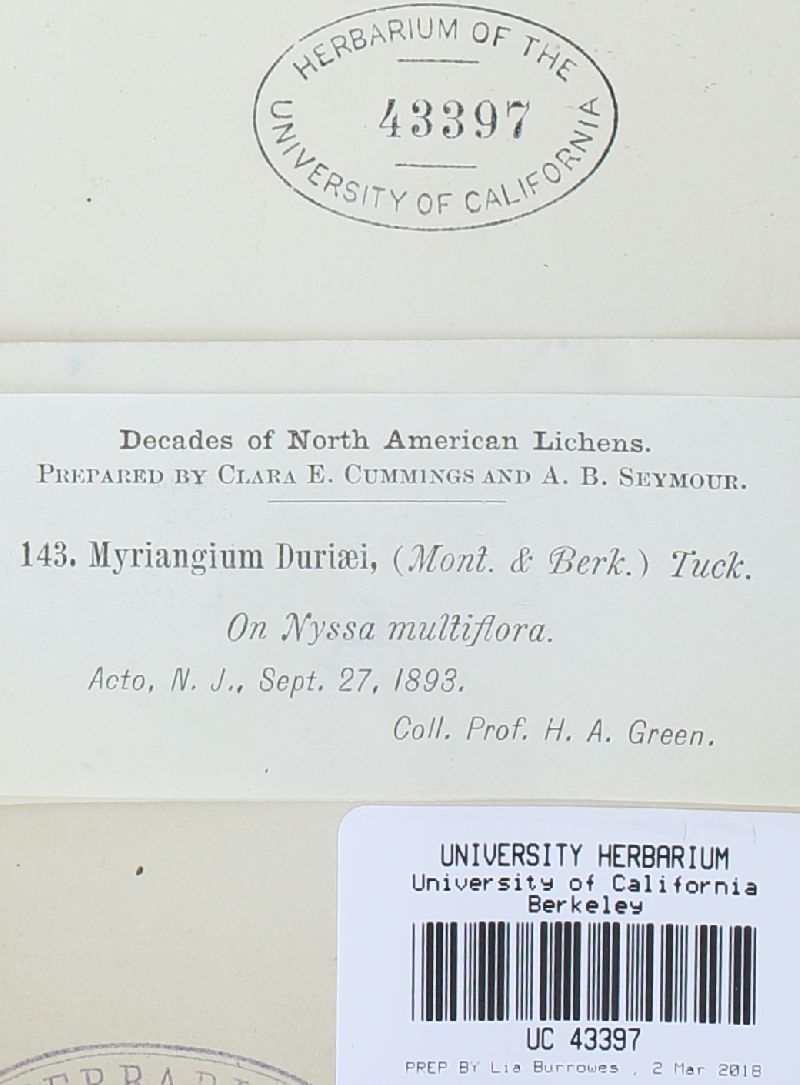 HERBARIUM OF THE
43397
UNIVERSITY OF CALIFORNIA
Decades of North American Lichens.
PREPARED BY CLARA E. CUMMINGS AND A. B. SEYMOUR.
143. Myriangium Duriæi, (Mont. & Berk.) Tuck.
On Nyssa multiflora.
Acto, N. J., Sept. 27, 1893.
Coll. Prof. H. A. Green.
UNIVERSITY HERBARIUM
University of California
Berkeley
UC 43397
PREP BY Lia Burrowes , 2 Mar 2018